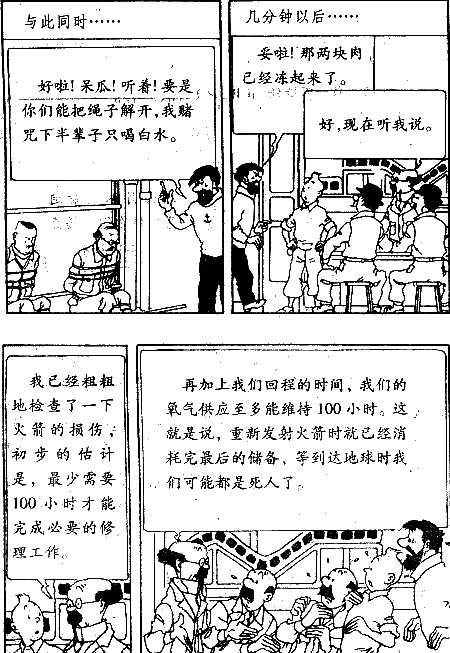 与此同时……
好啦！呆瓜！听着！要是
你们能把绳子解开，我赌
咒下半辈子只喝白水。
几分钟以后……
妥啦！那两块肉
已经冻起来了。
好，现在听我说。
我已经粗粗
地检查了一下
火箭的损伤，
初步的估计
是，最少需要
100 小时才能
完成必要的修
理工作。
再加上我们回程的时间，我们的
氧气供应至多能维持 100 小时。这
就是说，重新发射火箭时就已经消
耗完最后的储备、等到达地球时我
们可能都是死人了。